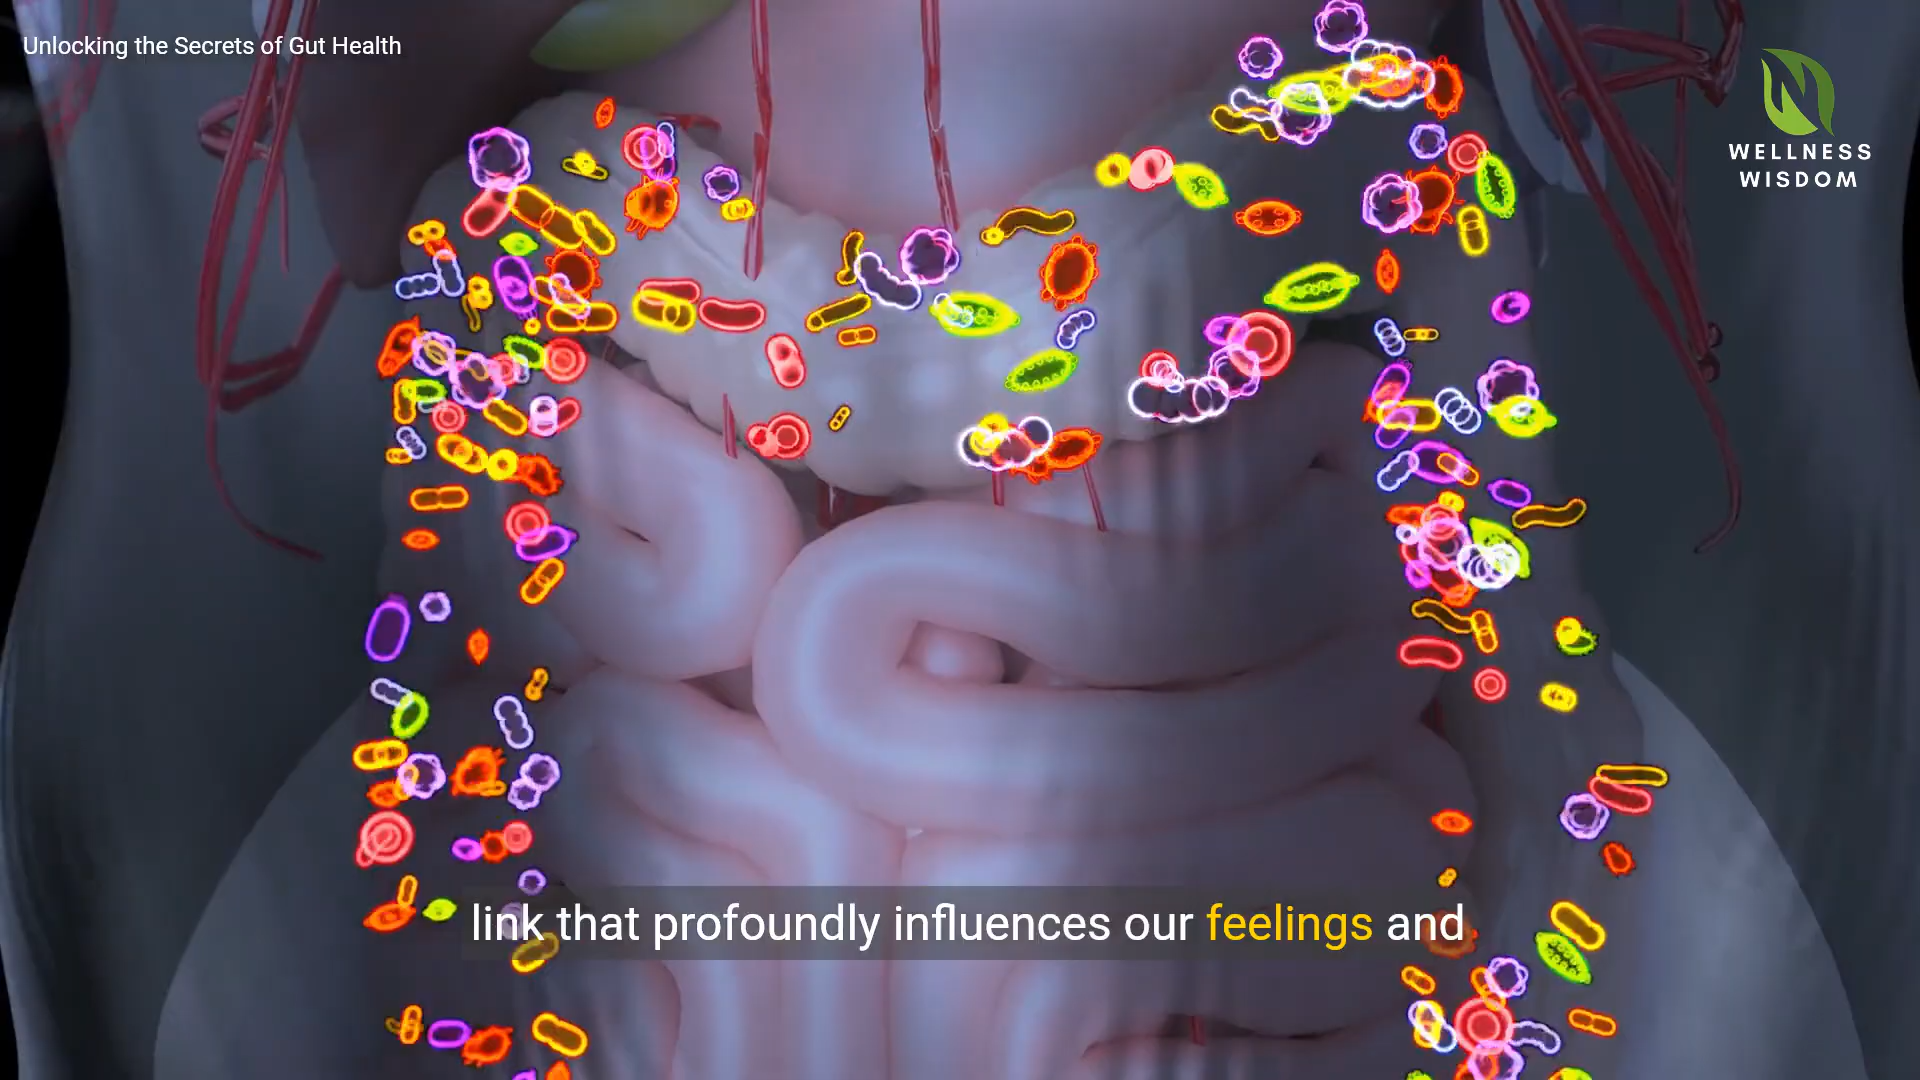 Unlocking the Secrets of Gut Health
WELLNESS
WISDOM
link that profoundly influences our feelings and